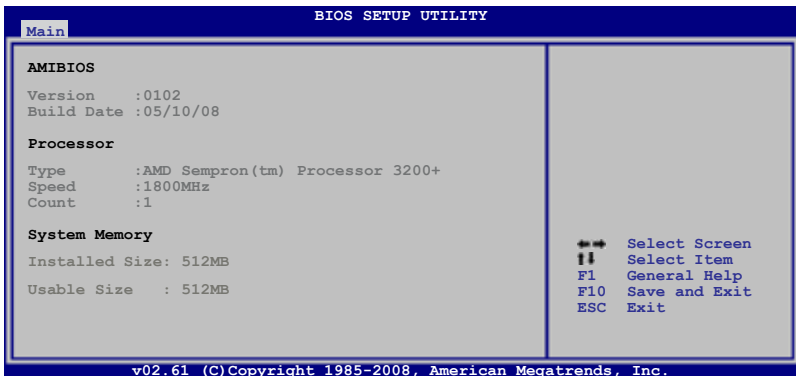 BIOS SETUP UTILITY
Main
AMIBIOS
Version :0102
Build Date :05/10/08
Processor
Type :AMD Sempron(tm) Processor 3200+
Speed :1800MHz
Count :1
System Memory
Installed Size: 512MB
Usable Size : 512MB
←→ Select Screen
↑↓ Select Item
F1 General Help
F10 Save and Exit
ESC Exit
v02.61 (C)Copyright 1985-2008, American Megatrends, Inc.